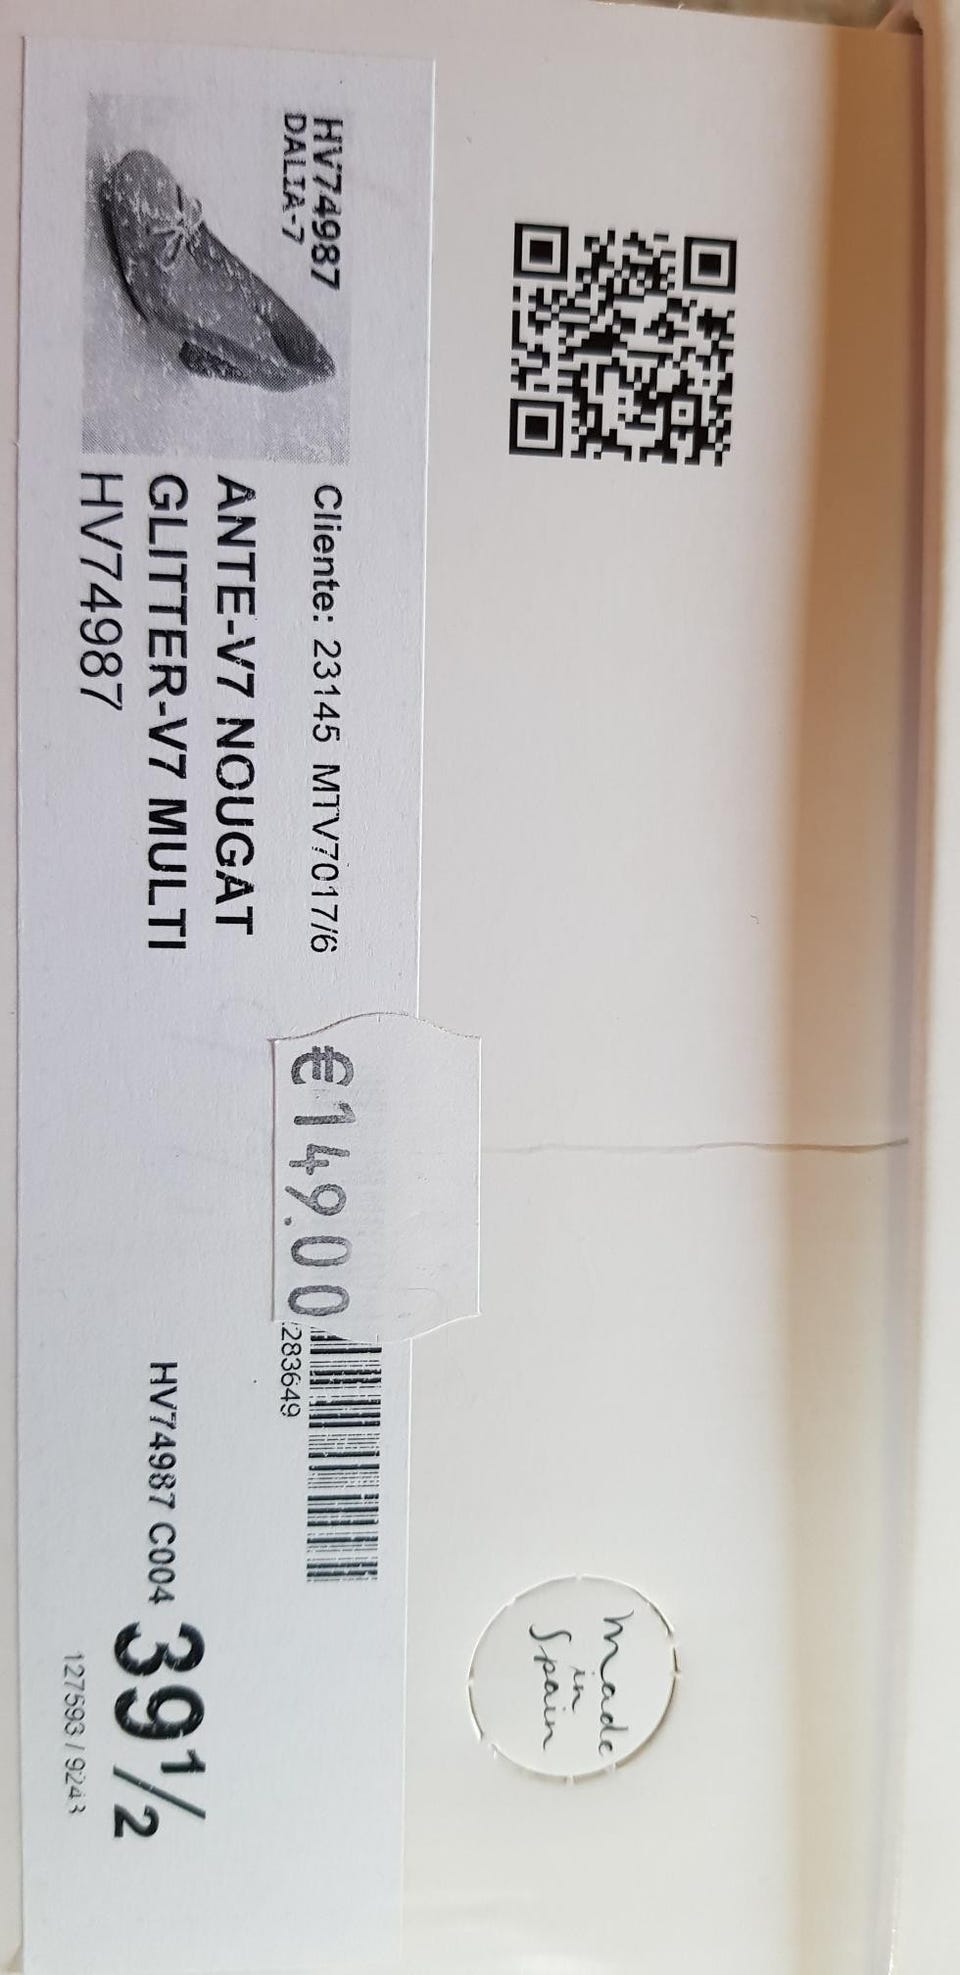 made
in
Spain
HV74987
DALIA-7
Cliente: 23145 MTV7017/6
ANTE-V7 NOUGAT
GLITTER-V7 MULTI
HV74987
€149.00
283649
HV74987 C004
39½
127593 / 9243